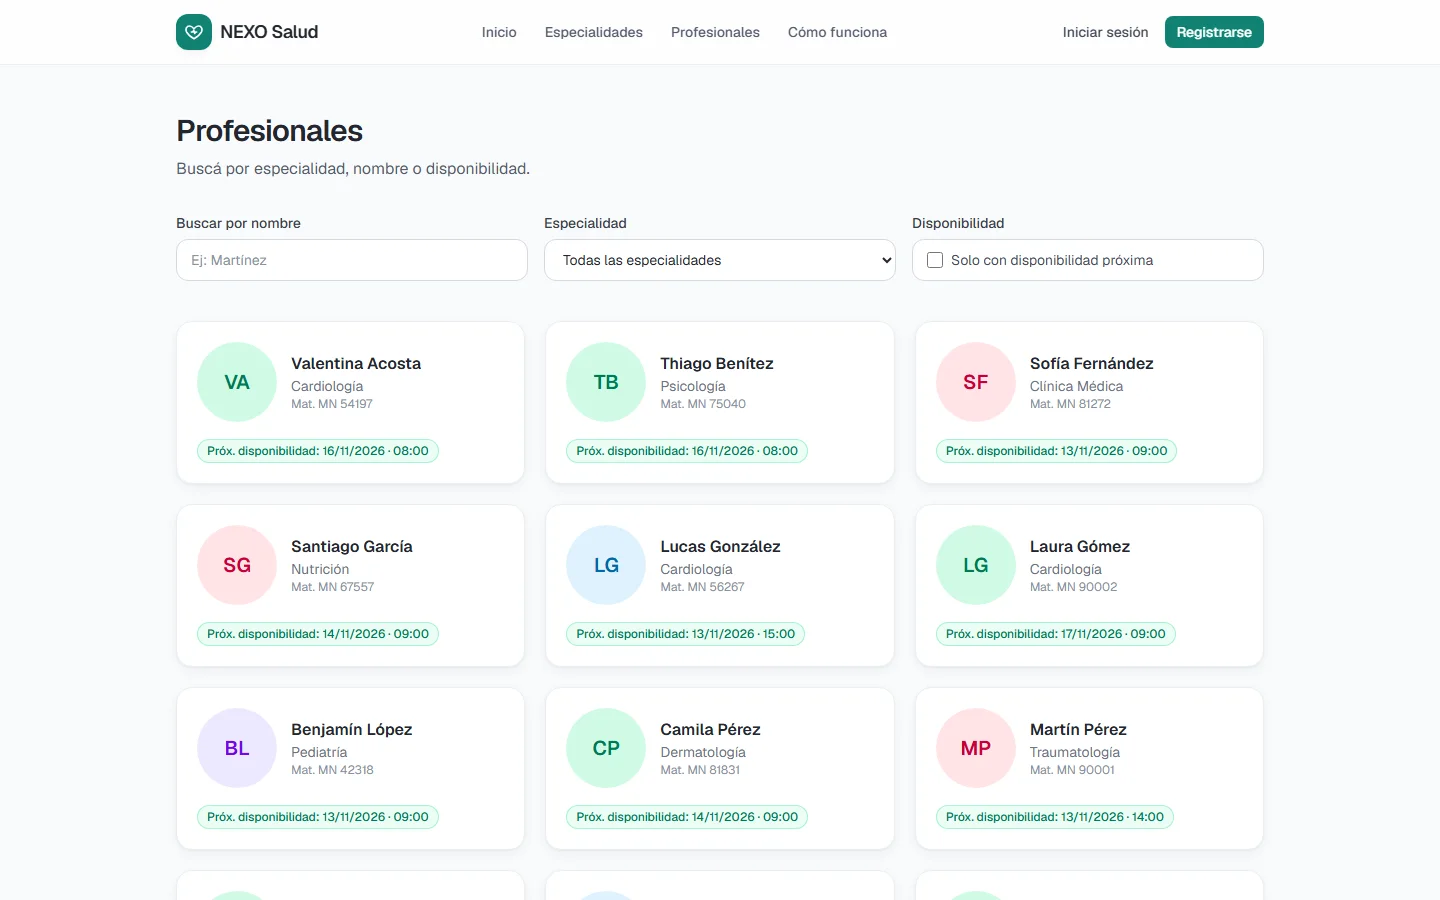 NEXO Salud
Inicio
Especialidades
Profesionales
Cómo funciona
Iniciar sesión
Registrarse
Profesionales
Buscá por especialidad, nombre o disponibilidad.
Buscar por nombre
Especialidad
Disponibilidad
Ej: Martínez
Todas las especialidades
Solo con disponibilidad próxima
VA
Valentina Acosta
Cardiología
Mat. MN 54197
Próx. disponibilidad: 16/11/2026 · 08:00
TB
Thiago Benítez
Psicología
Mat. MN 75040
Próx. disponibilidad: 16/11/2026 · 08:00
SF
Sofía Fernández
Clínica Médica
Mat. MN 81272
Próx. disponibilidad: 13/11/2026 · 09:00
SG
Santiago García
Nutrición
Mat. MN 67557
Próx. disponibilidad: 14/11/2026 · 09:00
LG
Lucas González
Cardiología
Mat. MN 56267
Próx. disponibilidad: 13/11/2026 · 15:00
LG
Laura Gómez
Cardiología
Mat. MN 90002
Próx. disponibilidad: 17/11/2026 · 09:00
BL
Benjamín López
Pediatría
Mat. MN 42318
Próx. disponibilidad: 13/11/2026 · 09:00
CP
Camila Pérez
Dermatología
Mat. MN 81831
Próx. disponibilidad: 14/11/2026 · 09:00
MP
Martín Pérez
Traumatología
Mat. MN 90001
Próx. disponibilidad: 13/11/2026 · 14:00